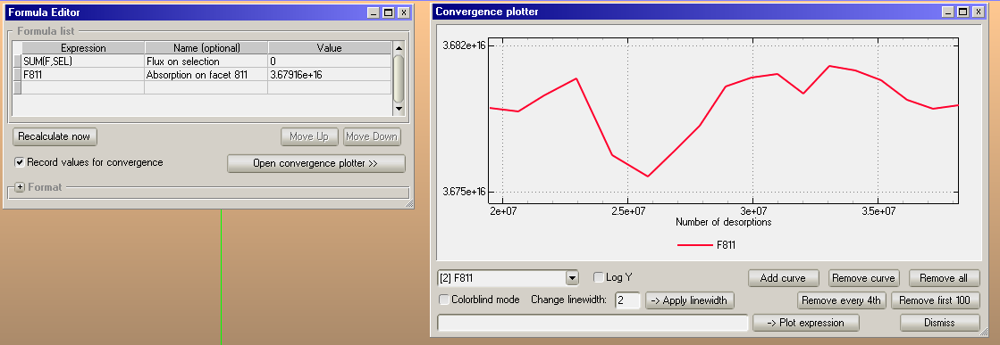 Formula Editor
Formula list
Expression Name (optional) Value
SUM(F,SEL) Flux on selection 0
F811 Absorption on facet 811 3.67916e+16
Recalculate now Move Up Move Down
Record values for convergence Open convergence plotter >>
Format
Convergence plotter
3.682e+16
3.675e+16
2e+07 2.5e+07 3e+07 3.5e+07
Number of desorptions
F811
[2] F811 Log Y Add curve Remove curve Remove all
Colorblind mode Change linewidth: 2 -> Apply linewidth Remove every 4th Remove first 100
-> Plot expression Dismiss